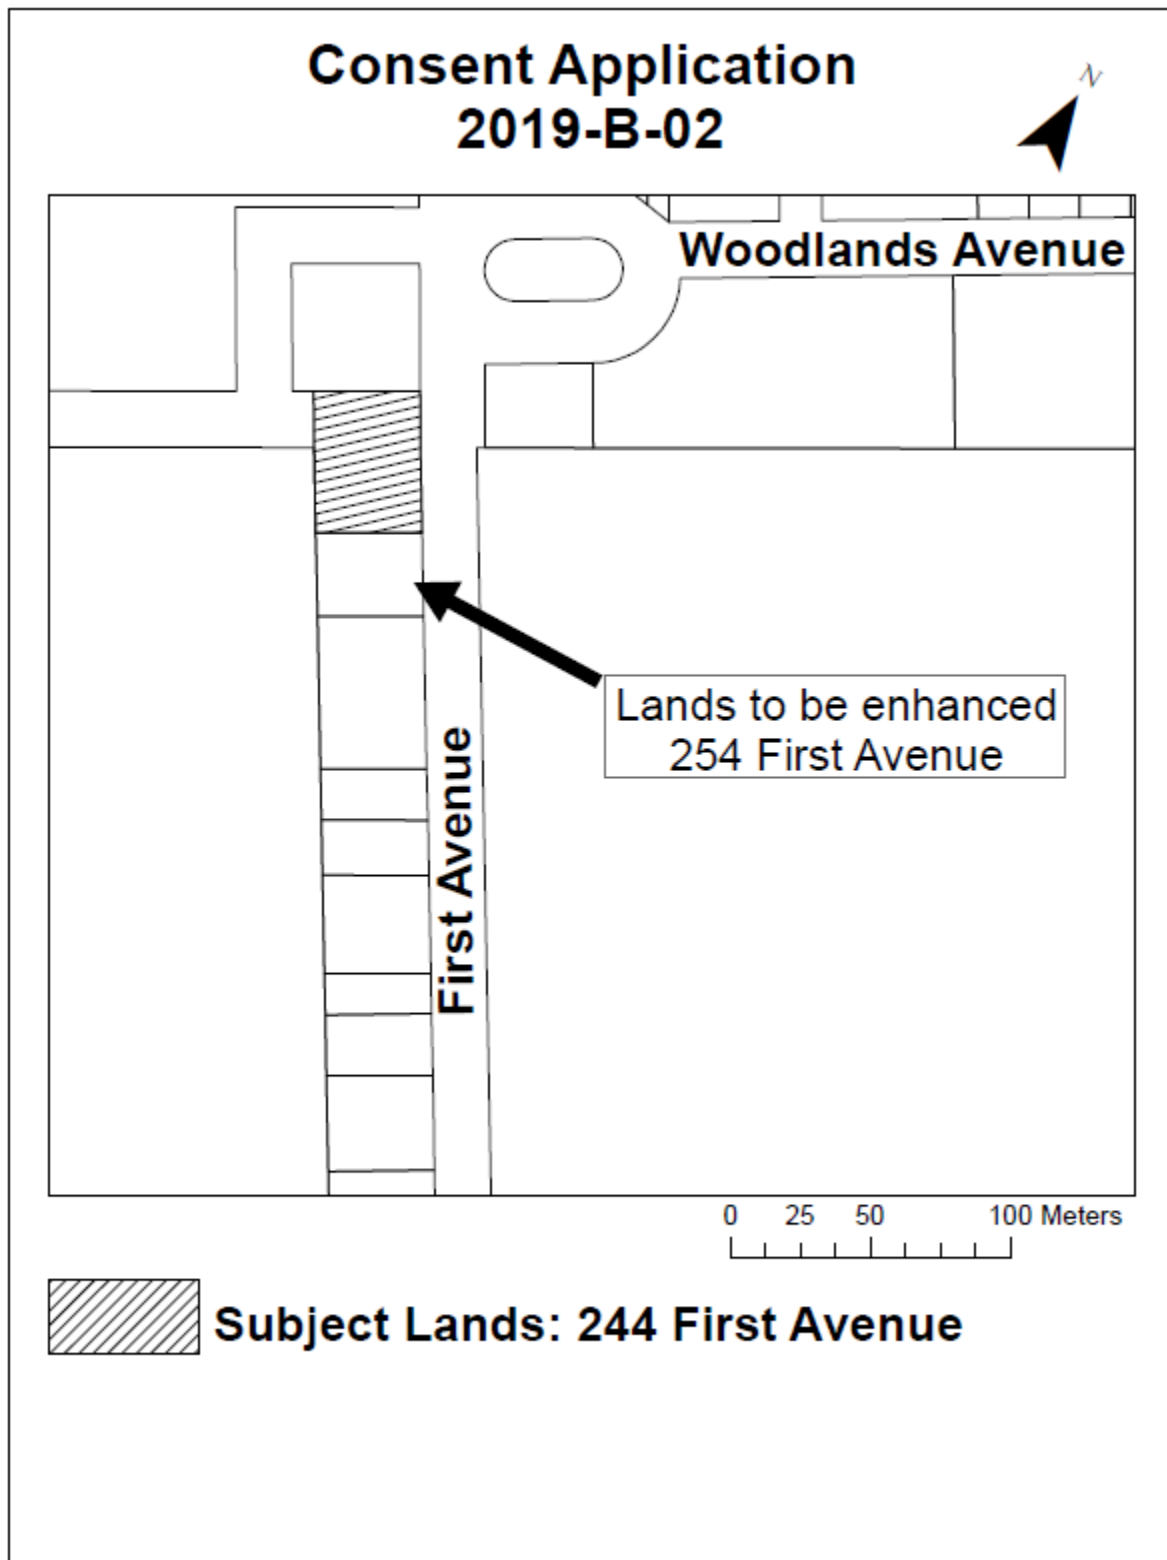 Consent Application
2019-B-02
N
Woodlands Avenue
Lands to be enhanced
254 First Avenue
First Avenue
0 25 50 100 Meters
Subject Lands: 244 First Avenue